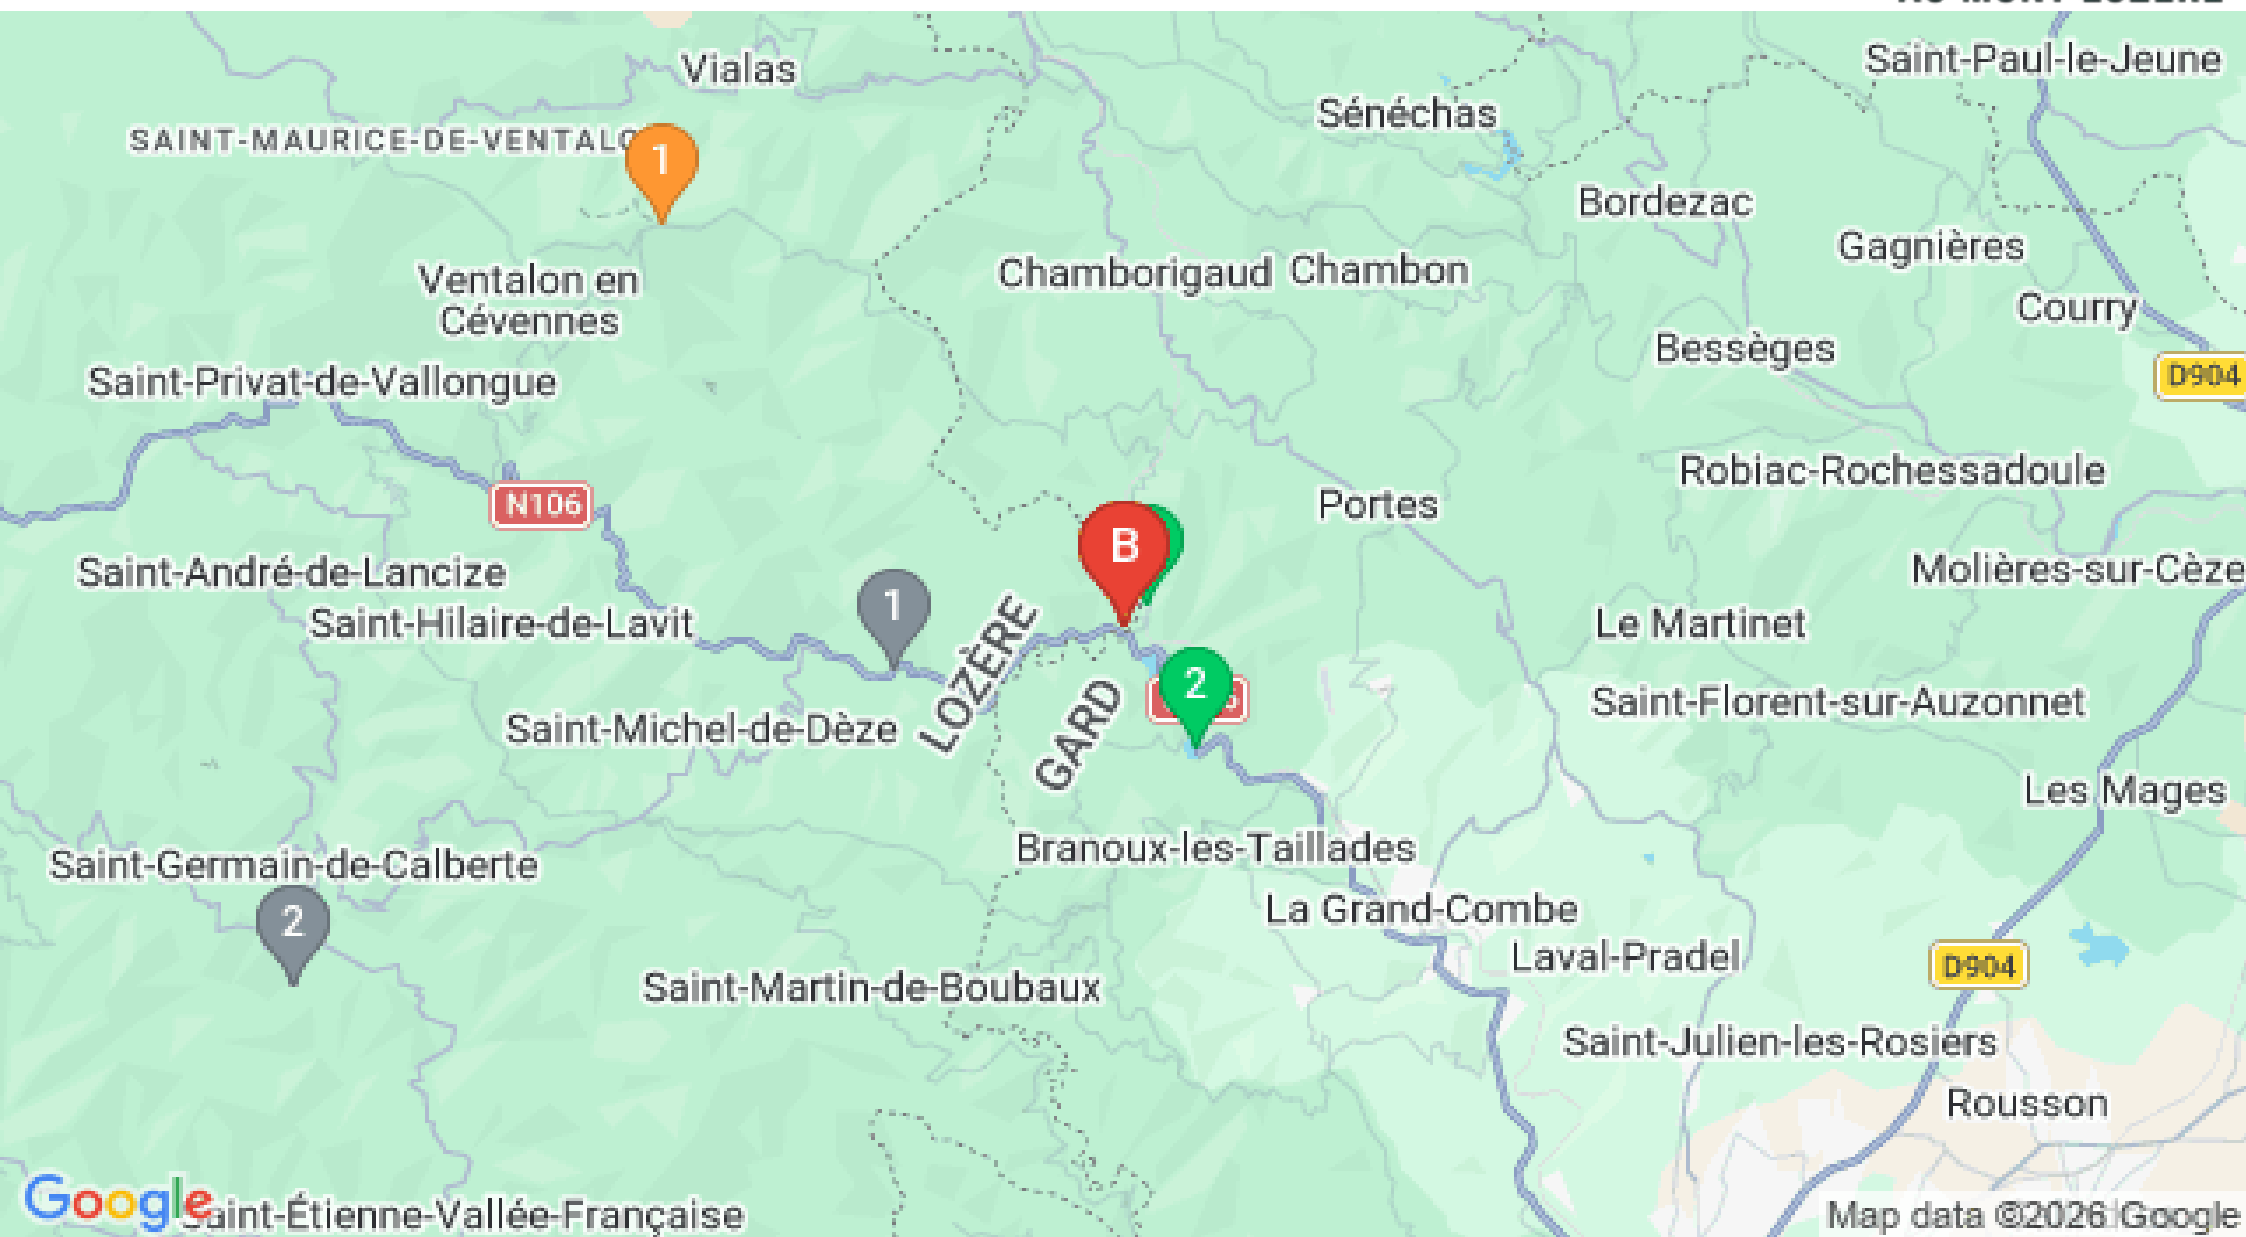 Saint-Paul-le-Jeune
Vialas
Sénéchas
SAINT-MAURICE-DE-VENTALO
1
Bordezac
Gagnières
Chamborigaud
Chambon
Ventalon en
Cévennes
Courry
Bessèges
Saint-Privat-de-Vallongue
D904
Robiac-Rochessadoule
N106
Portes
B
Saint-André-de-Lancize
Molières-sur-Cèze
1
Saint-Hilaire-de-Lavit
Le Martinet
LOZÈRE
GARD
2
Saint-Florent-sur-Auzonnet
Saint-Michel-de-Dèze
Les Mages
Branoux-les-Taillades
Saint-Germain-de-Calberte
La Grand-Combe
2
Laval-Pradel
D904
Saint-Martin-de-Boubaux
Saint-Julien-les-Rosiers
Rousson
Google
Saint-Étienne-Vallée-Française
Map data ©2026 Google